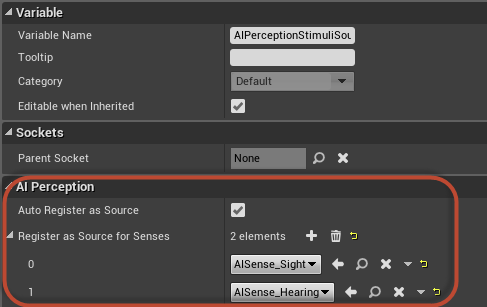 Variable
Variable Name AIPerceptionStimuliSou
Tooltip
Category Default
Editable when Inherited
Sockets
Parent Socket None
AI Perception
Auto Register as Source
Register as Source for Senses 2 elements
0 AISense_Sight
1 AISense_Hearing